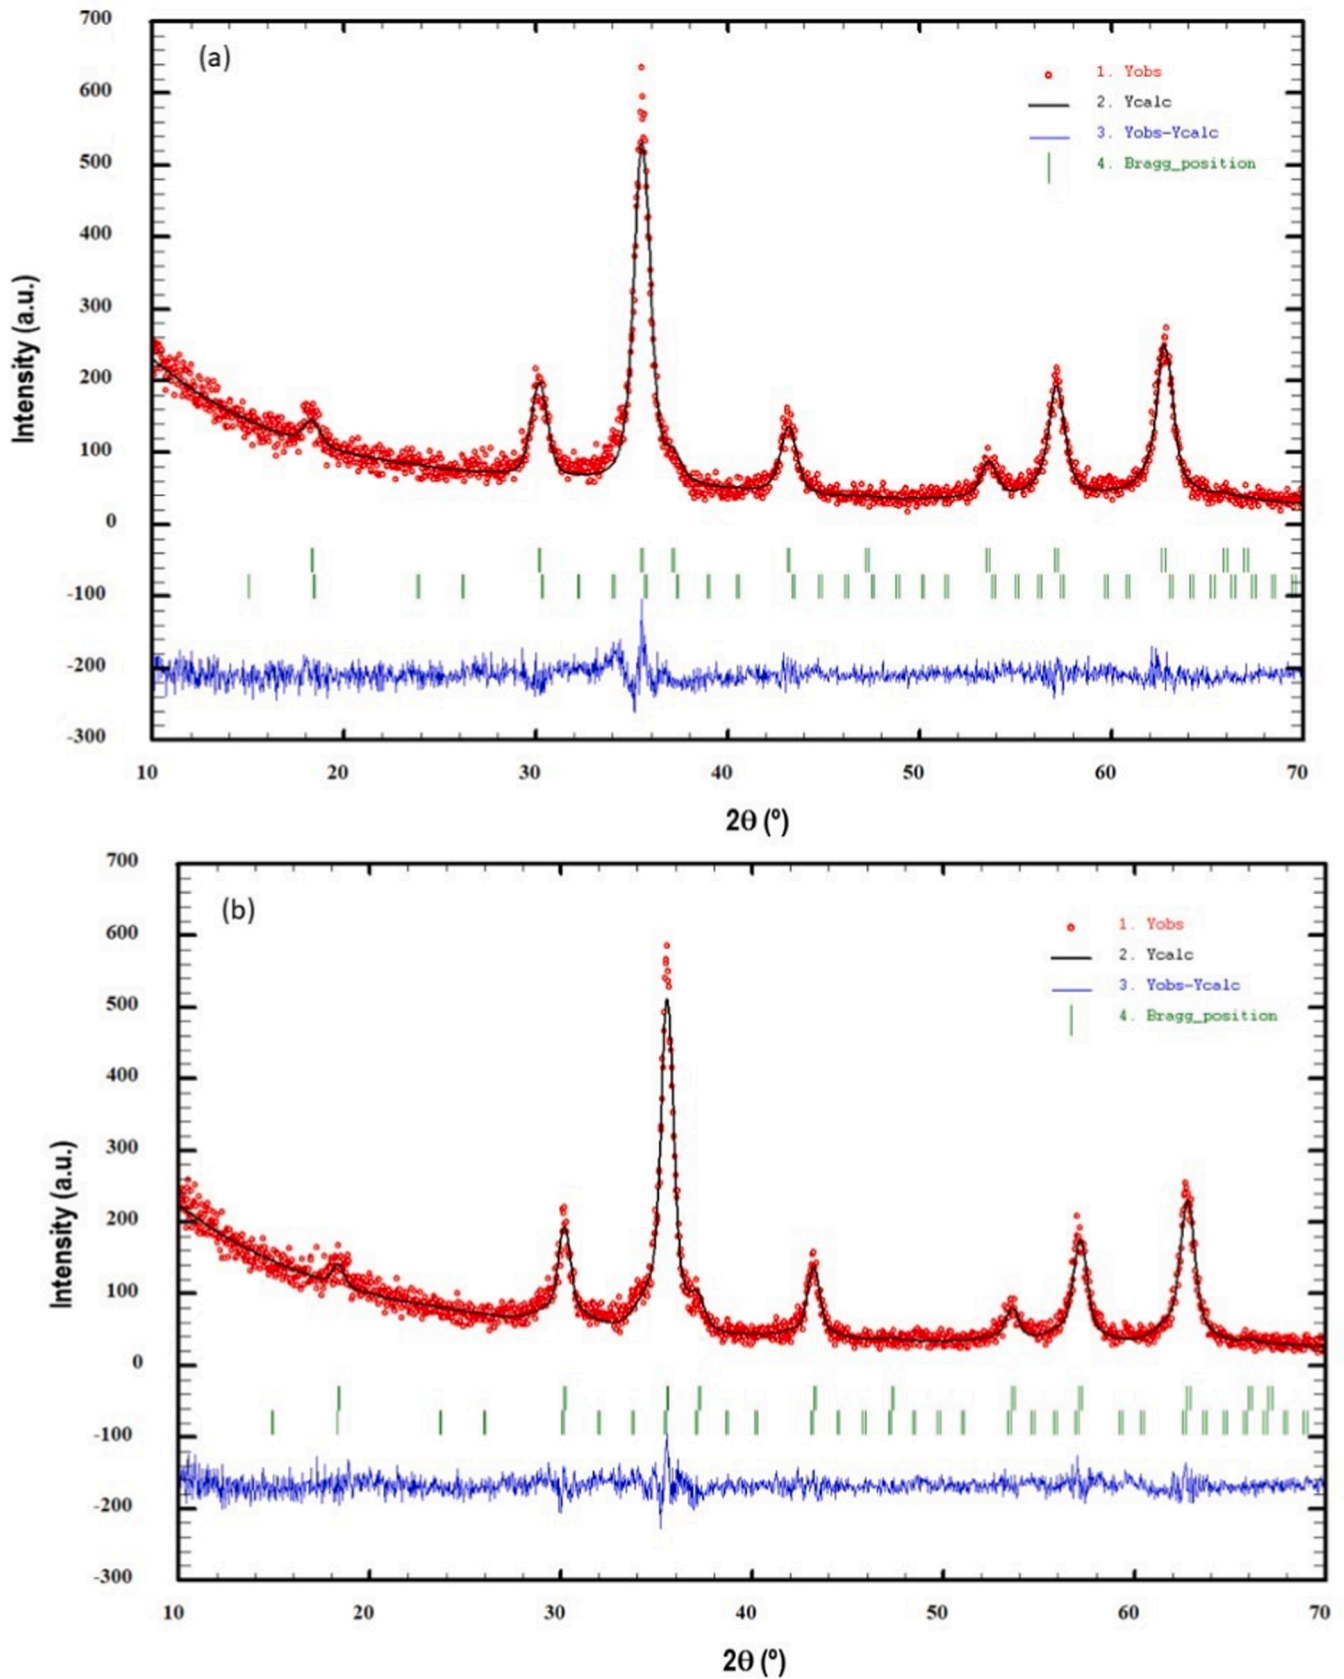 700
(a)
1. Yobs
600
2. Ycalc
3. Yobs-Ycalc
500
4. Bragg_position
400
300
Intensity (a.u.)
200
100
0
-100
-200
-300
10 20 30 40 50 60 70
2θ (º)
700
(b)
1. Yobs
600
2. Ycalc
3. Yobs-Ycalc
500
4. Bragg_position
400
300
Intensity (a.u.)
200
100
0
-100
-200
-300
10 20 30 40 50 60 70
2θ (º)